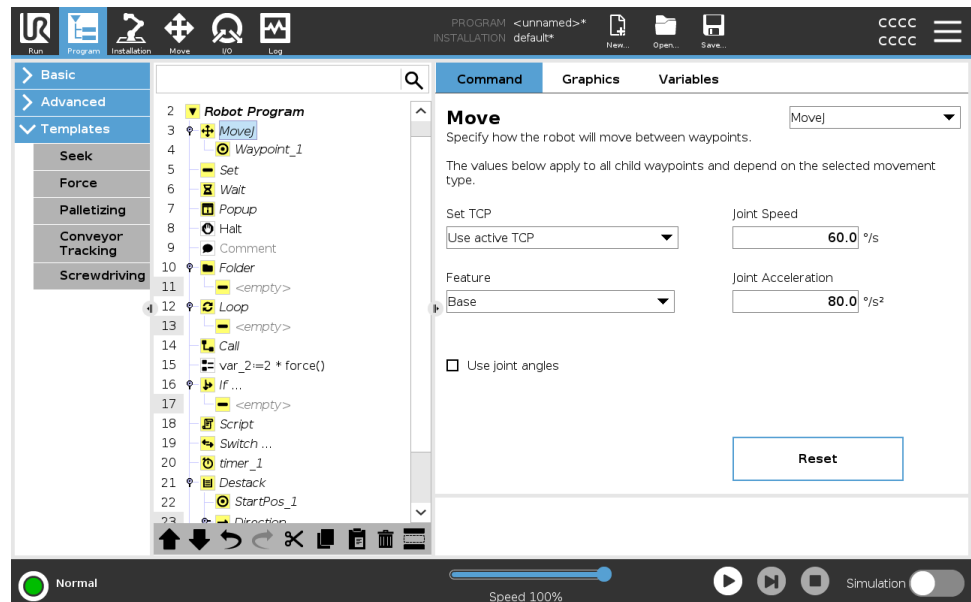 PROGRAM <unnamed>*
INSTALLATION default*
CCCC
CCCC
UR
Run
Program
Installation
Move
I/O
Log
New...
Open...
Save...
Basic
Advanced
Templates
Seek
Force
Palletizing
Conveyor
Tracking
Screwdriving
2 Robot Program
3 MoveJ
4 Waypoint_1
5 Set
6 Wait
7 Popup
8 Halt
9 Comment
10 Folder
11 <empty>
12 Loop
13 <empty>
14 Call
15 var_2:=2 * force()
16 If ...
17 <empty>
18 Script
19 Switch ...
20 timer_1
21 Destack
22 StartPos_1
23 Direction
Command
Graphics
Variables
Move
MoveJ
Specify how the robot will move between waypoints.
The values below apply to all child waypoints and depend on the selected movement
type.
Set TCP
Joint Speed
Use active TCP
60.0 °/s
Feature
Joint Acceleration
Base
80.0 °/s²
Use joint angles
Reset
Normal
Speed 100%
Simulation